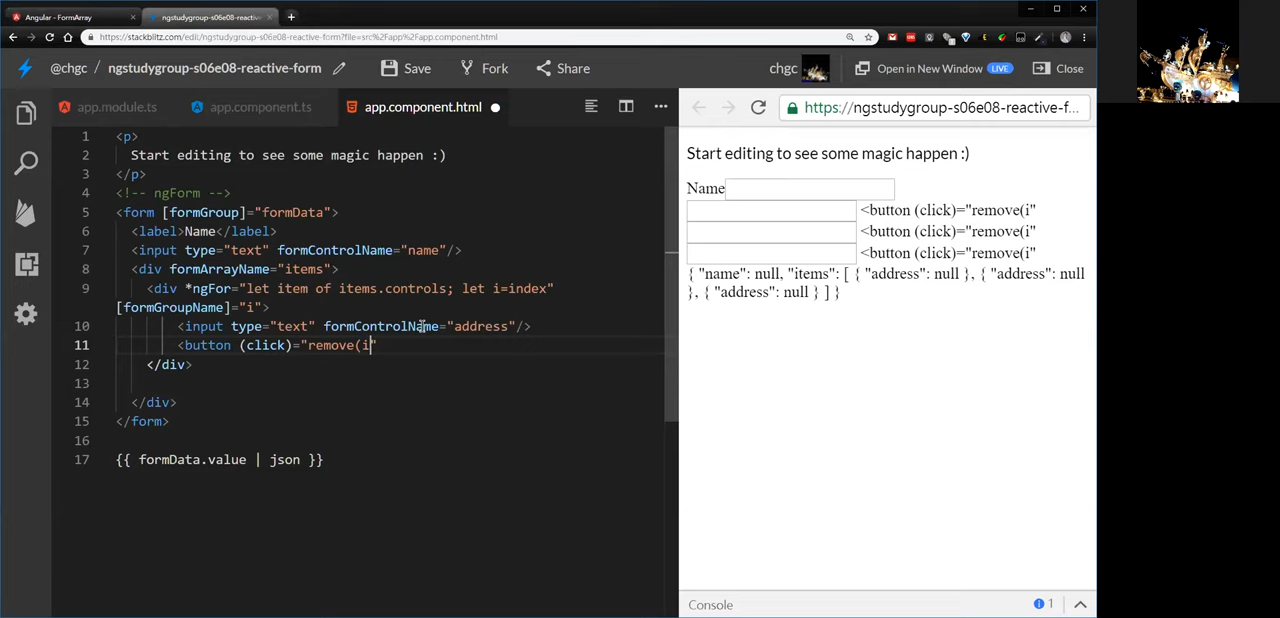 Angular - FormArray
ngstudygroup-s06e08-reactive-
https://stackblitz.com/edit/ngstudygroup-s06e08-reactive-form?file=src%2Fapp%2Fapp.component.html
@chgc / ngstudygroup-s06e08-reactive-form
Save
Fork
Share
chgc
Open in New Window LIVE
Close
app.module.ts
app.component.ts
app.component.html
1 <p>
2 Start editing to see some magic happen :)
3 </p>
4 <!-- ngForm -->
5 <form [formGroup]="formData">
6 <label>Name</label>
7 <input type="text" formControlName="name"/>
8 <div formArrayName="items">
9 <div *ngFor="let item of items.controls; let i=index"
[formGroupName]="i">
10 <input type="text" formControlName="address"/>
11 <button (click)="remove(i"
12 </div>
13
14 </div>
15 </form>
16
17 {{ formData.value | json }}
https://ngstudygroup-s06e08-reactive-f...
Start editing to see some magic happen :)
Name
<button (click)="remove(i"
<button (click)="remove(i"
<button (click)="remove(i"
{ "name": null, "items": [ { "address": null }, { "address": null
}, { "address": null } ] }
Console
1